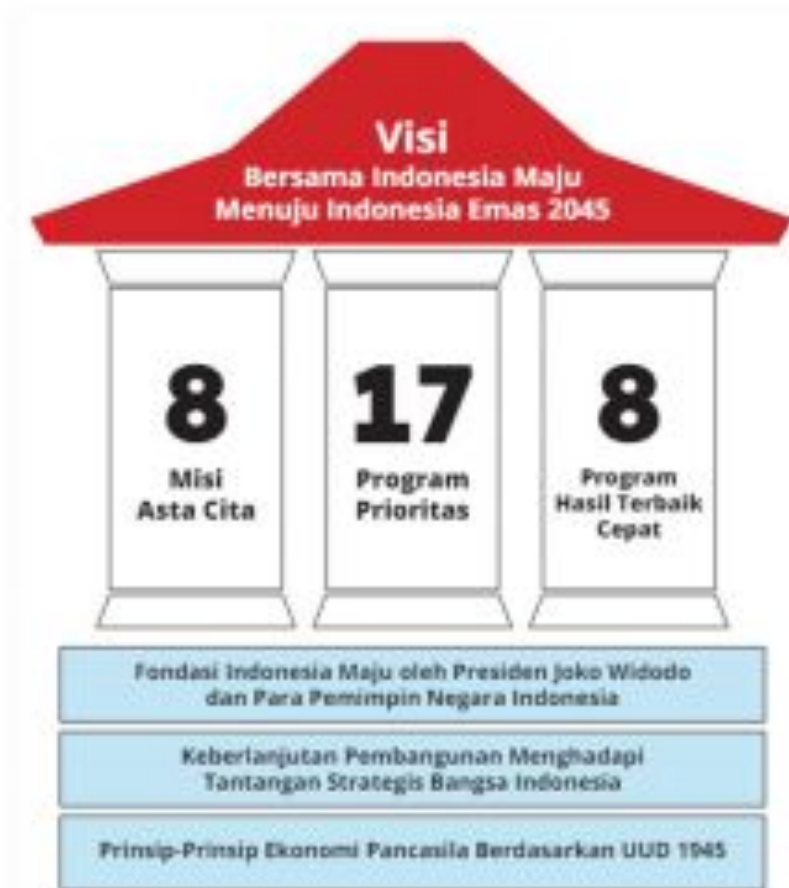 Visi
Bersama Indonesia Maju
Menuju Indonesia Emas 2045
8
Misi
Asta Cita
17
Program
Prioritas
8
Program
Hasil Terbaik
Cepat
Fondasi Indonesia Maju oleh Presiden Joko Widodo
dan Para Pemimpin Negara Indonesia
Keberlanjutan Pembangunan Menghadapi
Tantangan Strategis Bangsa Indonesia
Prinsip-Prinsip Ekonomi Pancasila Berdasarkan UUD 1945